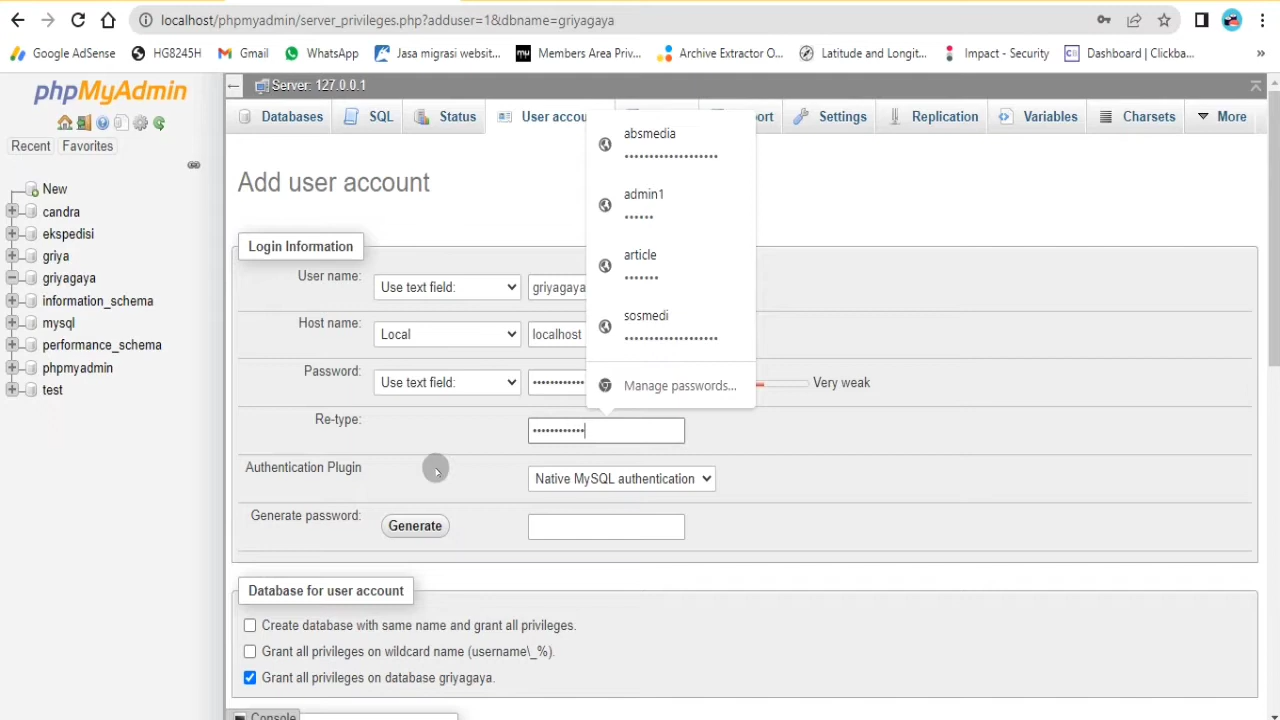 localhost/phpmyadmin/server_privileges.php?adduser=1&dbname=griyagaya
Google AdSense HG8245H Gmail WhatsApp Jasa migrasi websit... Members Area Priv... Archive Extractor O... Latitude and Longit... Impact - Security Dashboard | Clickba... »
phpMyAdmin
Recent Favorites
New
candra
ekspedisi
griya
griyagaya
information_schema
mysql
performance_schema
phpmyadmin
test
Server: 127.0.0.1
Databases SQL Status User accou ort Settings Replication Variables Charsets More
Add user account
Login Information
User name: Use text field: griyagaya
Host name: Local localhost
Password: Use text field: •••••••••••• Very weak
Re-type: ••••••••••••
Authentication Plugin Native MySQL authentication
Generate password: Generate
absmedia
•••••••••••••••••••
admin1
••••••
article
•••••••
sosmedi
•••••••••••••••••••
Manage passwords...
Database for user account
Create database with same name and grant all privileges.
Grant all privileges on wildcard name (username\_%).
Grant all privileges on database griyagaya.
Console